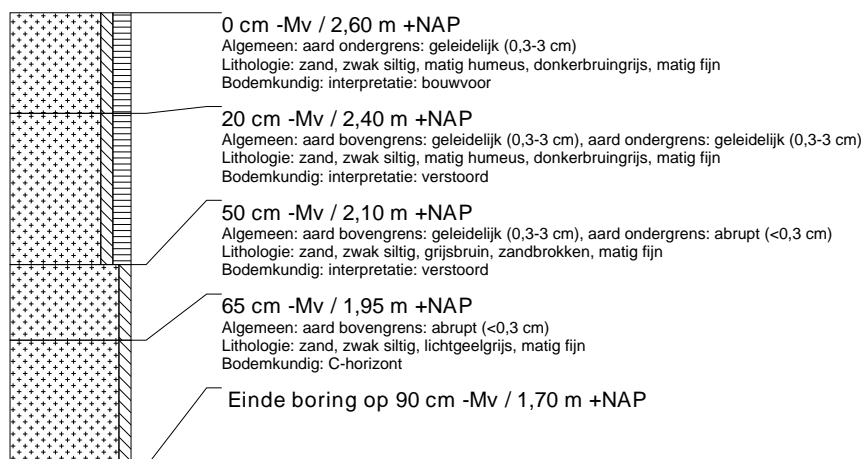 0 cm -Mv / 2,60 m +NAP
Algemeen: aard ondergrens: geleidelijk (0,3-3 cm)
Lithologie: zand, zwak siltig, matig humeus, donkerbruingrijs, matig fijn
Bodemkundig: interpretatie: bouwvoor
20 cm -Mv / 2,40 m +NAP
Algemeen: aard bovengrens: geleidelijk (0,3-3 cm), aard ondergrens: geleidelijk (0,3-3 cm)
Lithologie: zand, zwak siltig, matig humeus, donkerbruingrijs, matig fijn
Bodemkundig: interpretatie: verstoord
50 cm -Mv / 2,10 m +NAP
Algemeen: aard bovengrens: geleidelijk (0,3-3 cm), aard ondergrens: abrupt (<0,3 cm)
Lithologie: zand, zwak siltig, grijsbruin, zandbrokken, matig fijn
Bodemkundig: interpretatie: verstoord
65 cm -Mv / 1,95 m +NAP
Algemeen: aard bovengrens: abrupt (<0,3 cm)
Lithologie: zand, zwak siltig, lichtgeelgrijs, matig fijn
Bodemkundig: C-horizont
Einde boring op 90 cm -Mv / 1,70 m +NAP